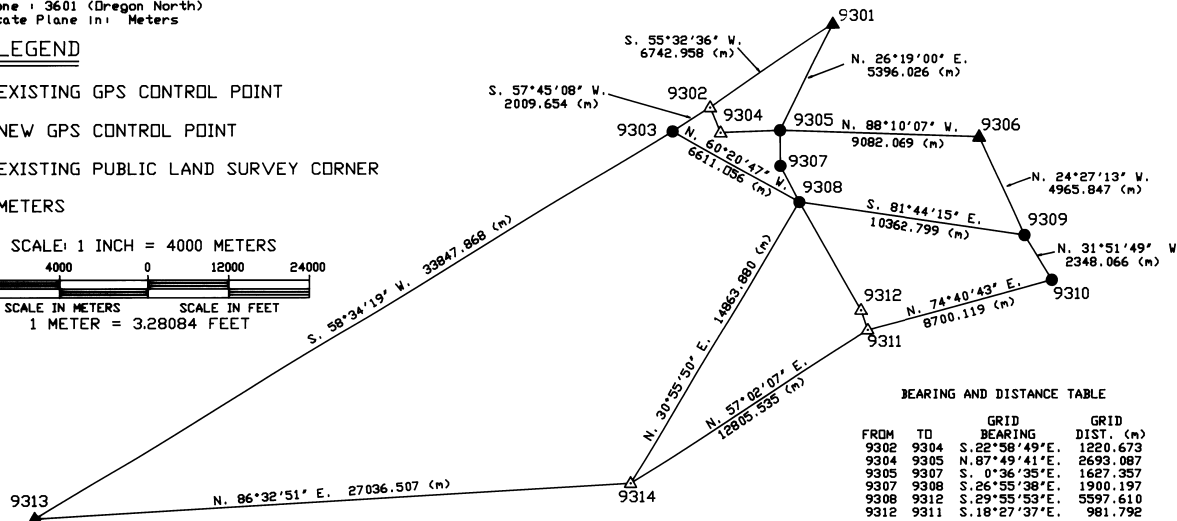 one : 3601 (Oregon North)
ate Plane in: Meters
LEGEND
EXISTING GPS CONTROL POINT
NEW GPS CONTROL POINT
EXISTING PUBLIC LAND SURVEY CORNER
METERS
SCALE: 1 INCH = 4000 METERS
4000 0 12000 24000
SCALE IN METERS SCALE IN FEET
1 METER = 3.28084 FEET
9301
S. 55°32'36" W.
6742.958 (m)
N. 26°19'00" E.
5396.026 (m)
S. 57°45'08" W.
2009.654 (m)
9302
9303
9304
9305
N. 88°10'07" W.
9082.069 (m)
9306
N. 60°20'47" W.
6611.056 (m)
9307
9308
N. 24°27'13" W.
4965.847 (m)
S. 81°44'15" E.
10362.799 (m)
9309
N. 31°51'49" W
2348.066 (m)
9310
S. 58°34'19" W. 33847.868 (m)
N. 30°55'50" E. 14863.880 (m)
9312
9311
N. 74°40'43" E.
8700.119 (m)
N. 57°02'07" E.
12805.535 (m)
9313
N. 86°32'51" E. 27036.507 (m)
9314
BEARING AND DISTANCE TABLE
GRID GRID
FROM TO BEARING DIST. (m)
9302 9304 S.22°58'49"E. 1220.673
9304 9305 N.87°49'41"E. 2693.087
9305 9307 S. 0°36'35"E. 1627.357
9307 9308 S.26°55'38"E. 1900.197
9308 9312 S.29°55'53"E. 5597.610
9312 9311 S.18°27'37"E. 981.792